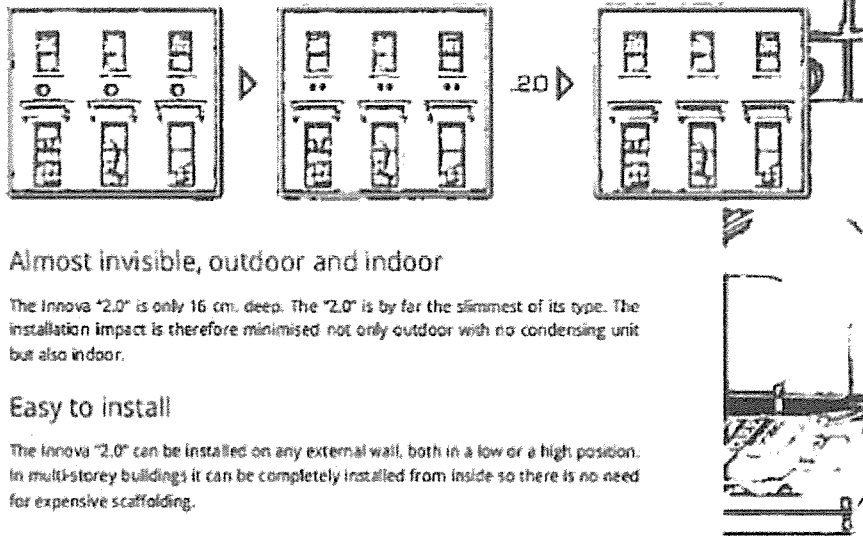 .20
Almost invisible, outdoor and indoor
The Innova "2.0" is only 16 cm. deep. The "2.0" is by far the slimmest of its type. The
installation impact is therefore minimised not only outdoor with no condensing unit
but also indoor.
Easy to install
The Innova "2.0" can be installed on any external wall, both in a low or a high position.
In multi-storey buildings it can be completely installed from inside so there is no need
for expensive scaffolding.